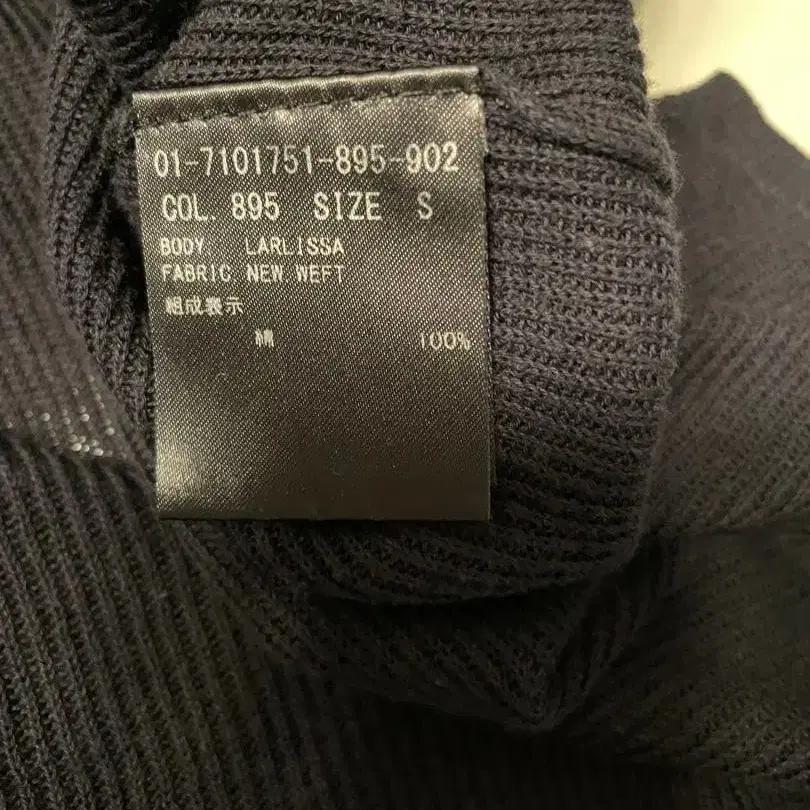 01-7101751-895-902
COL. 895 SIZE S
BODY LARLISSA
FABRIC NEW WEFT
組成表示
綿 100%